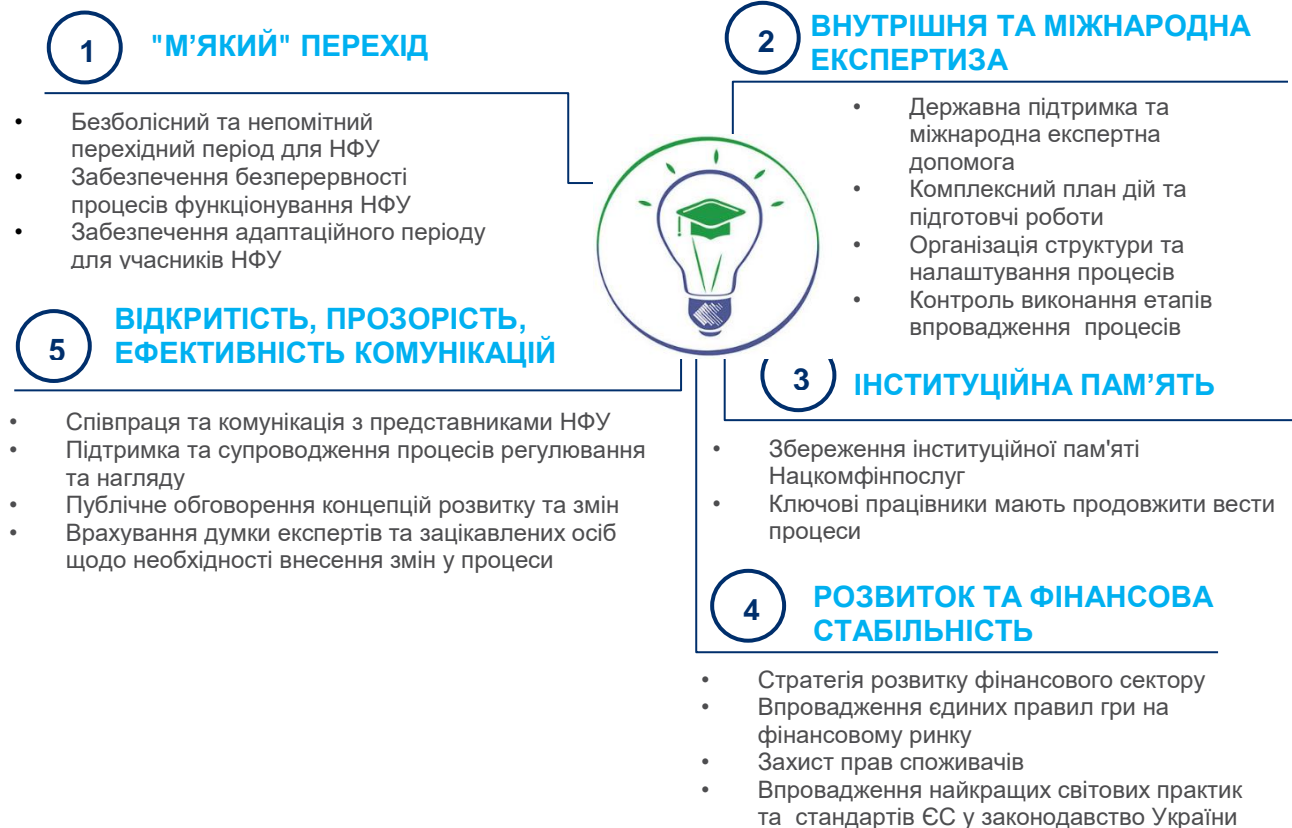 1
"М’ЯКИЙ" ПЕРЕХІД
• Безболісний та непомітний
перехідний період для НФУ
• Забезпечення безперервності
процесів функціонування НФУ
• Забезпечення адаптаційного періоду
для учасників НФУ
2
ВНУТРІШНЯ ТА МІЖНАРОДНА
ЕКСПЕРТИЗА
• Державна підтримка та
міжнародна експертна
допомога
• Комплексний план дій та
підготовчі роботи
• Організація структури та
налаштування процесів
• Контроль виконання етапів
впровадження процесів
3
ІНСТИТУЦІЙНА ПАМ’ЯТЬ
• Збереження інституційної пам'яті
Нацкомфінпослуг
• Ключові працівники мають продовжити вести
процеси
4
РОЗВИТОК ТА ФІНАНСОВА
СТАБІЛЬНІСТЬ
• Стратегія розвитку фінансового сектору
• Впровадження єдиних правил гри на
фінансовому ринку
• Захист прав споживачів
• Впровадження найкращих світових практик
та стандартів ЄС у законодавство України
5
ВІДКРИТІСТЬ, ПРОЗОРІСТЬ,
ЕФЕКТИВНІСТЬ КОМУНІКАЦІЙ
• Співпраця та комунікація з представниками НФУ
• Підтримка та супроводження процесів регулювання
та нагляду
• Публічне обговорення концепцій розвитку та змін
• Врахування думки експертів та зацікавлених осіб
щодо необхідності внесення змін у процеси